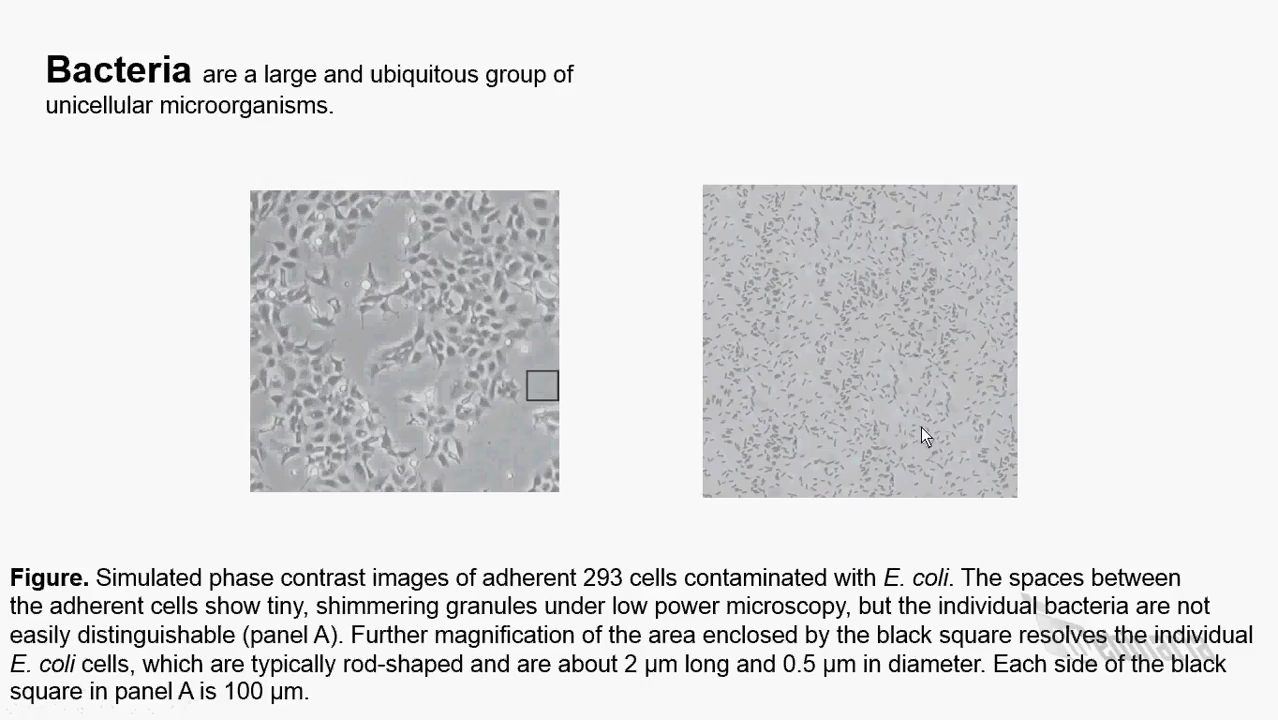 Bacteria are a large and ubiquitous group of
unicellular microorganisms.
Figure. Simulated phase contrast images of adherent 293 cells contaminated with E. coli. The spaces between
the adherent cells show tiny, shimmering granules under low power microscopy, but the individual bacteria are not
easily distinguishable (panel A). Further magnification of the area enclosed by the black square resolves the individual
E. coli cells, which are typically rod-shaped and are about 2 μm long and 0.5 μm in diameter. Each side of the black
square in panel A is 100 μm.